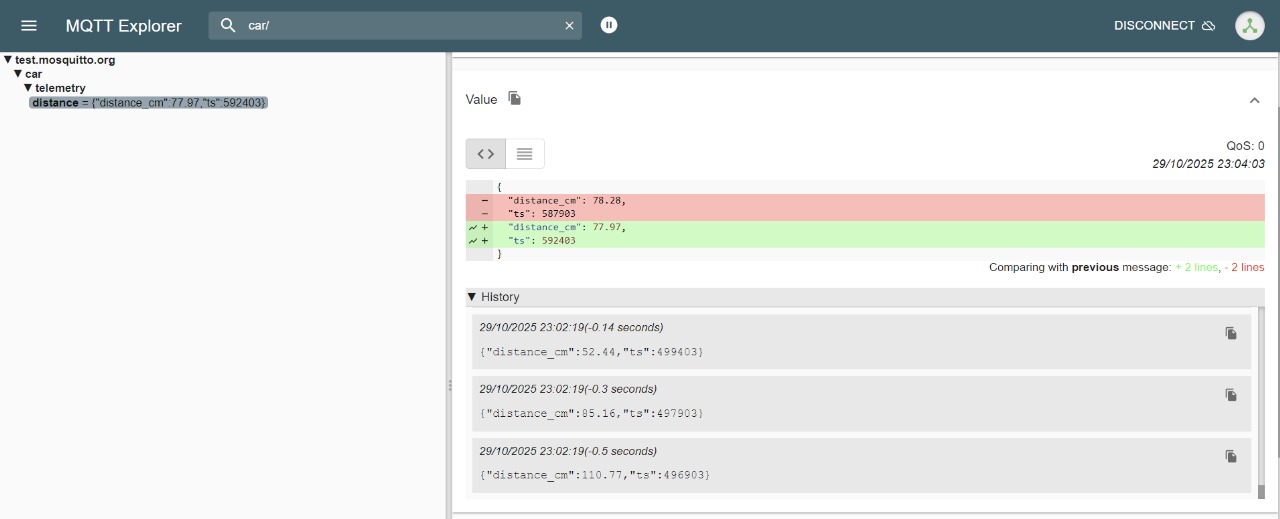 MQTT Explorer
car/
DISCONNECT
test.mosquitto.org
car
telemetry
distance = {"distance_cm":77.97,"ts":592403}
Value
QoS: 0
29/10/2025 23:04:03
{
- "distance_cm": 78.28,
- "ts": 587903
+ "distance_cm": 77.97,
+ "ts": 592403
}
Comparing with previous message: + 2 lines, - 2 lines
History
29/10/2025 23:02:19(-0.14 seconds)
{"distance_cm":52.44,"ts":499403}
29/10/2025 23:02:19(-0.3 seconds)
{"distance_cm":85.16,"ts":497903}
29/10/2025 23:02:19(-0.5 seconds)
{"distance_cm":110.77,"ts":496903}